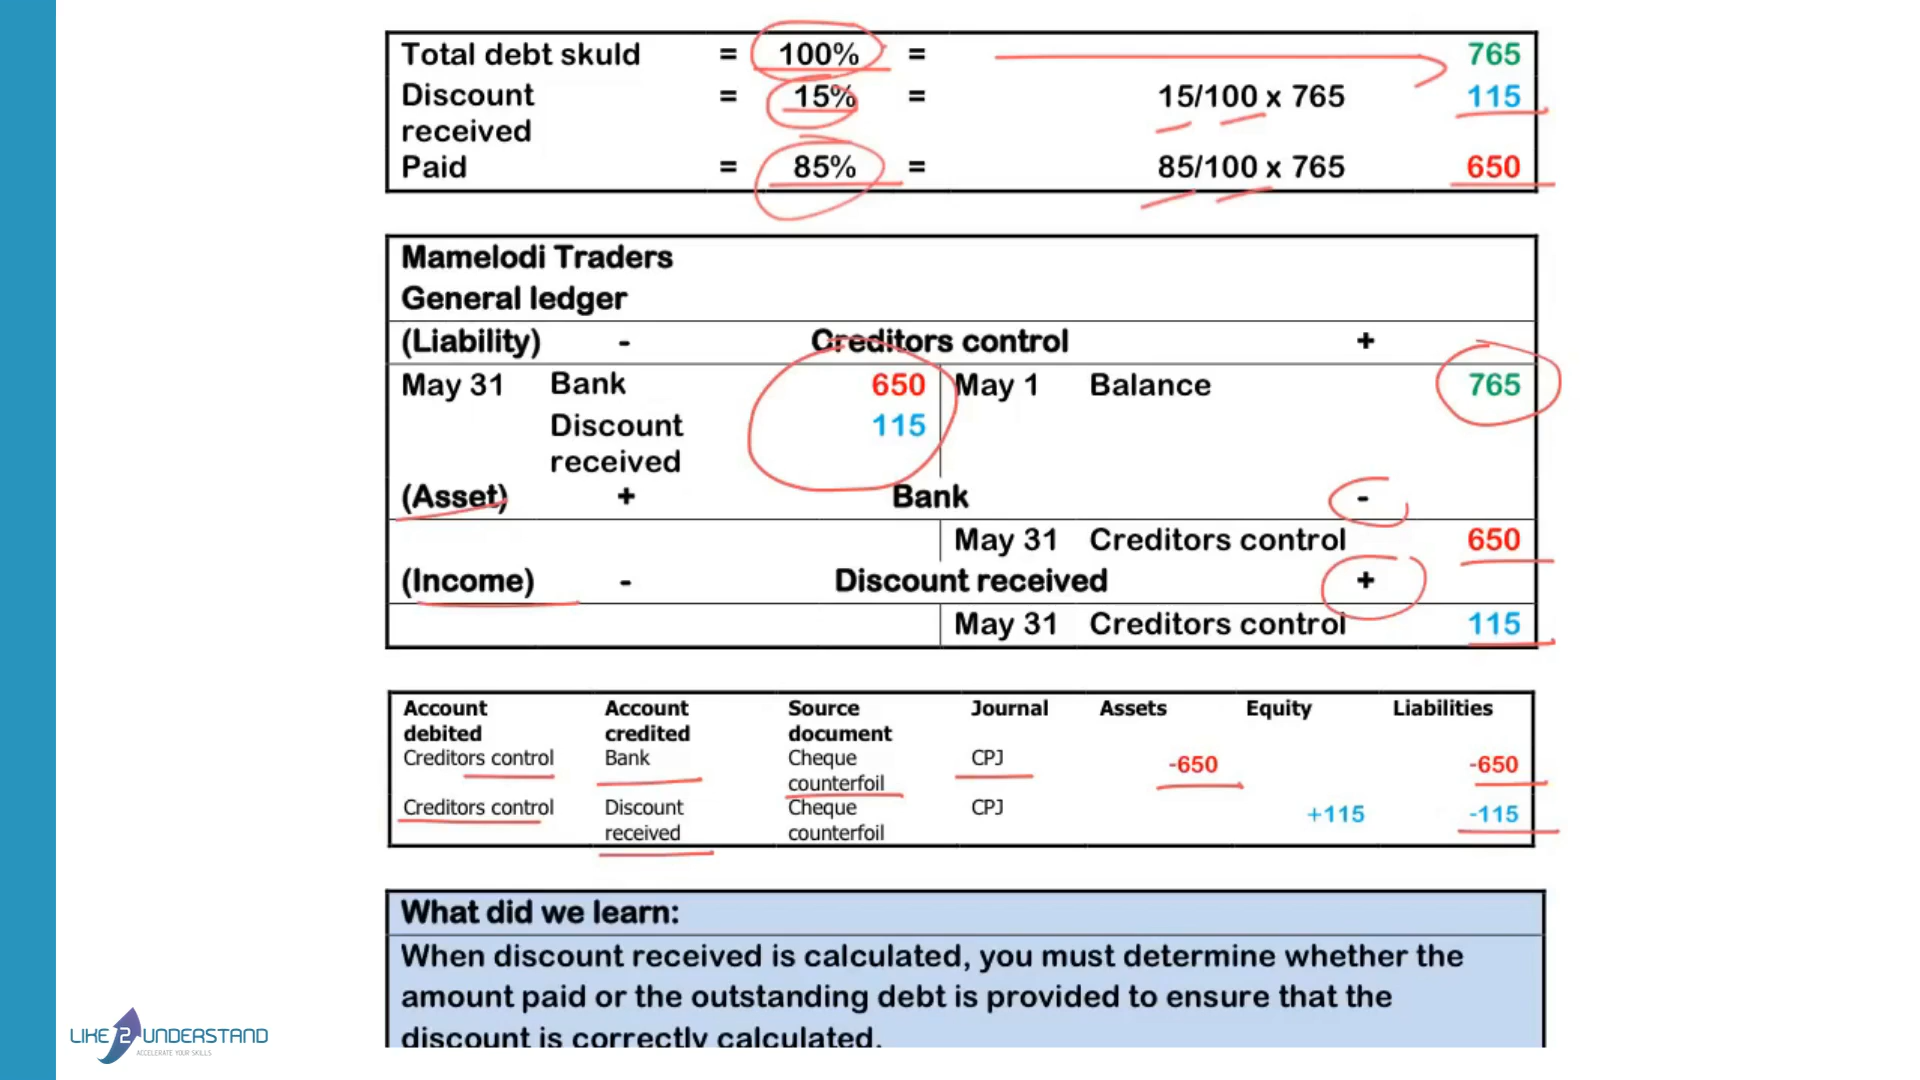 Total debt skuld = 100% = 765
Discount = 15% = 15/100 x 765 115
received
Paid = 85% = 85/100 x 765 650
Mamelodi Traders
General ledger
(Liability) - Creditors control +
May 31 Bank 650 May 1 Balance 765
Discount 115
received
(Asset) + Bank -
May 31 Creditors control 650
(Income) - Discount received +
May 31 Creditors control 115
Account Account Source Journal Assets Equity Liabilities
debited credited document
Creditors control Bank Cheque CPJ -650 -650
counterfoil
Creditors control Discount Cheque CPJ +115 -115
received counterfoil
What did we learn:
When discount received is calculated, you must determine whether the
amount paid or the outstanding debt is provided to ensure that the
discount is correctly calculated.
LIKE 2 UNDERSTAND
ACCELERATE YOUR SKILLS